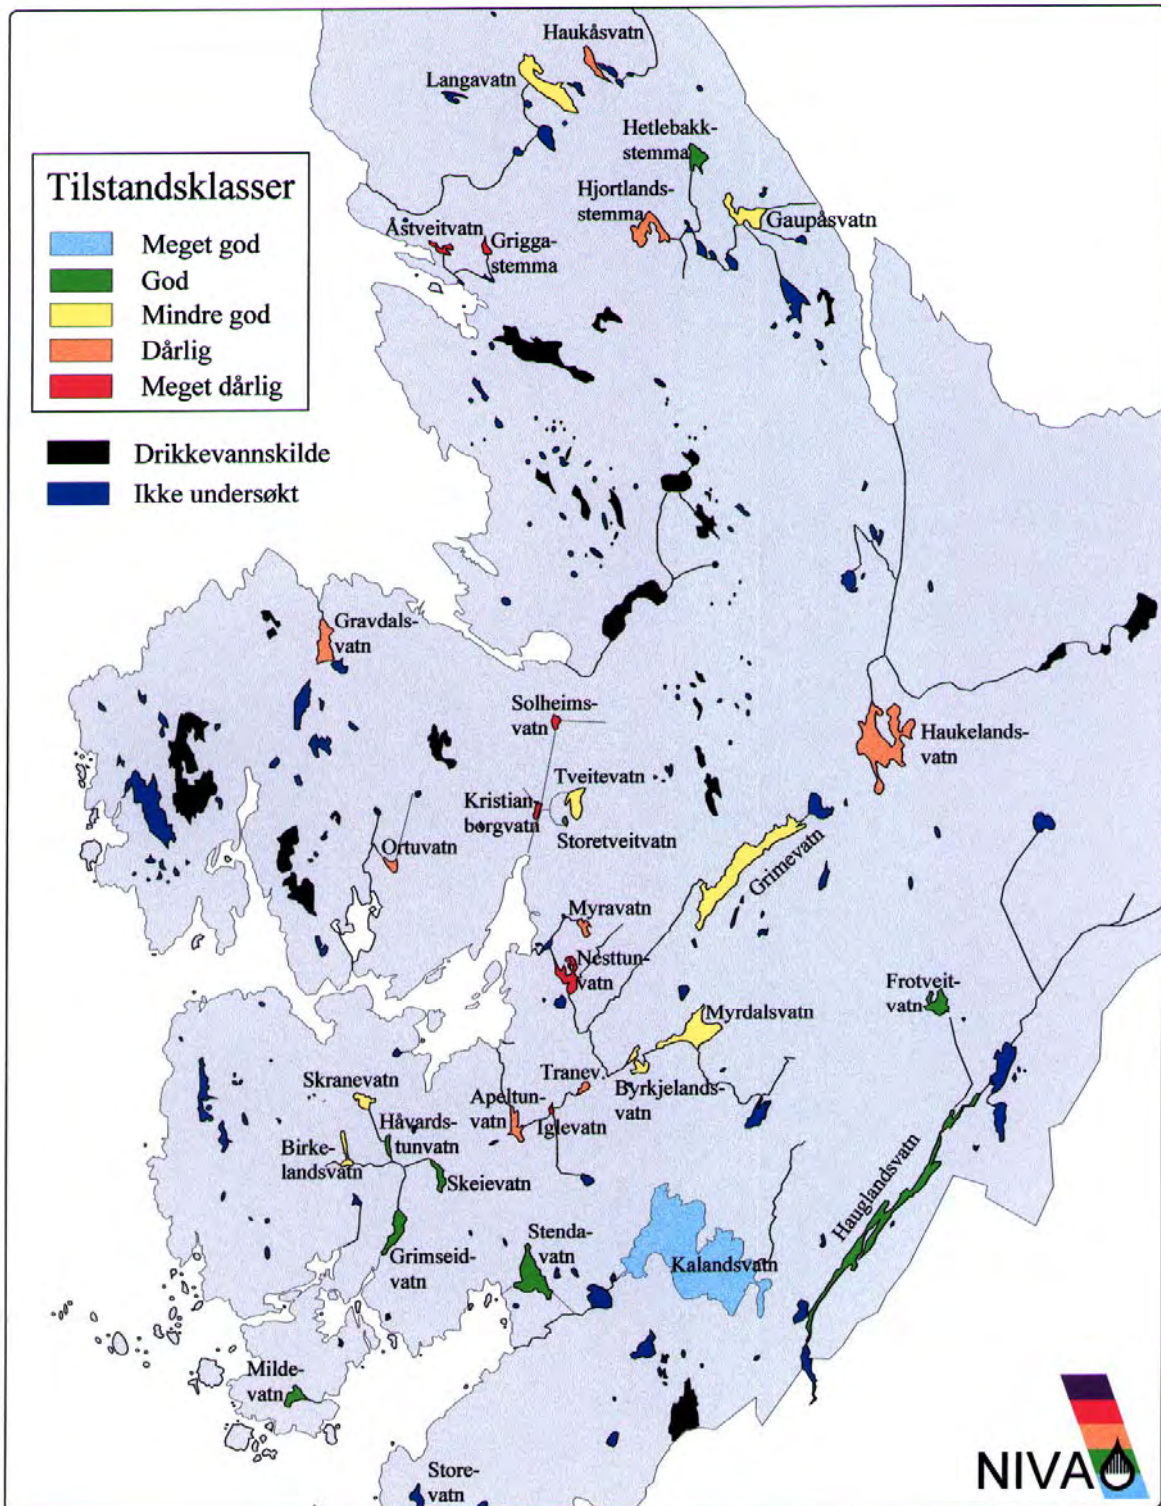 Haukåsvatn
Langavatn
Hetlebakk-
stemma
Hjortlands-
stemma
Gaupåsvatn
Åstveitvatn
Grigga-
stemma
Tilstandsklasser
Meget god
God
Mindre god
Dårlig
Meget dårlig
Drikkevannskilde
Ikke undersøkt
Gravdals-
vatn
Solheims-
vatn
Haukelands-
vatn
Tveitevatn
Kristian-
borgvatn
Storetveitvatn
Ortuvatn
Grimevatn
Myravatn
Nesttun-
vatn
Frotveit-
vatn
Myrdalsvatn
Skranevatn
Tranev.
Byrkjelands-
vatn
Apeltun-
vatn
Iglevatn
Håvards-
tunvatn
Birke-
landsvatn
Skeievatn
Hauglandsvatn
Grimseid-
vatn
Stenda-
vatn
Kalandsvatn
Milde-
vatn
Store-
vatn
NIVA